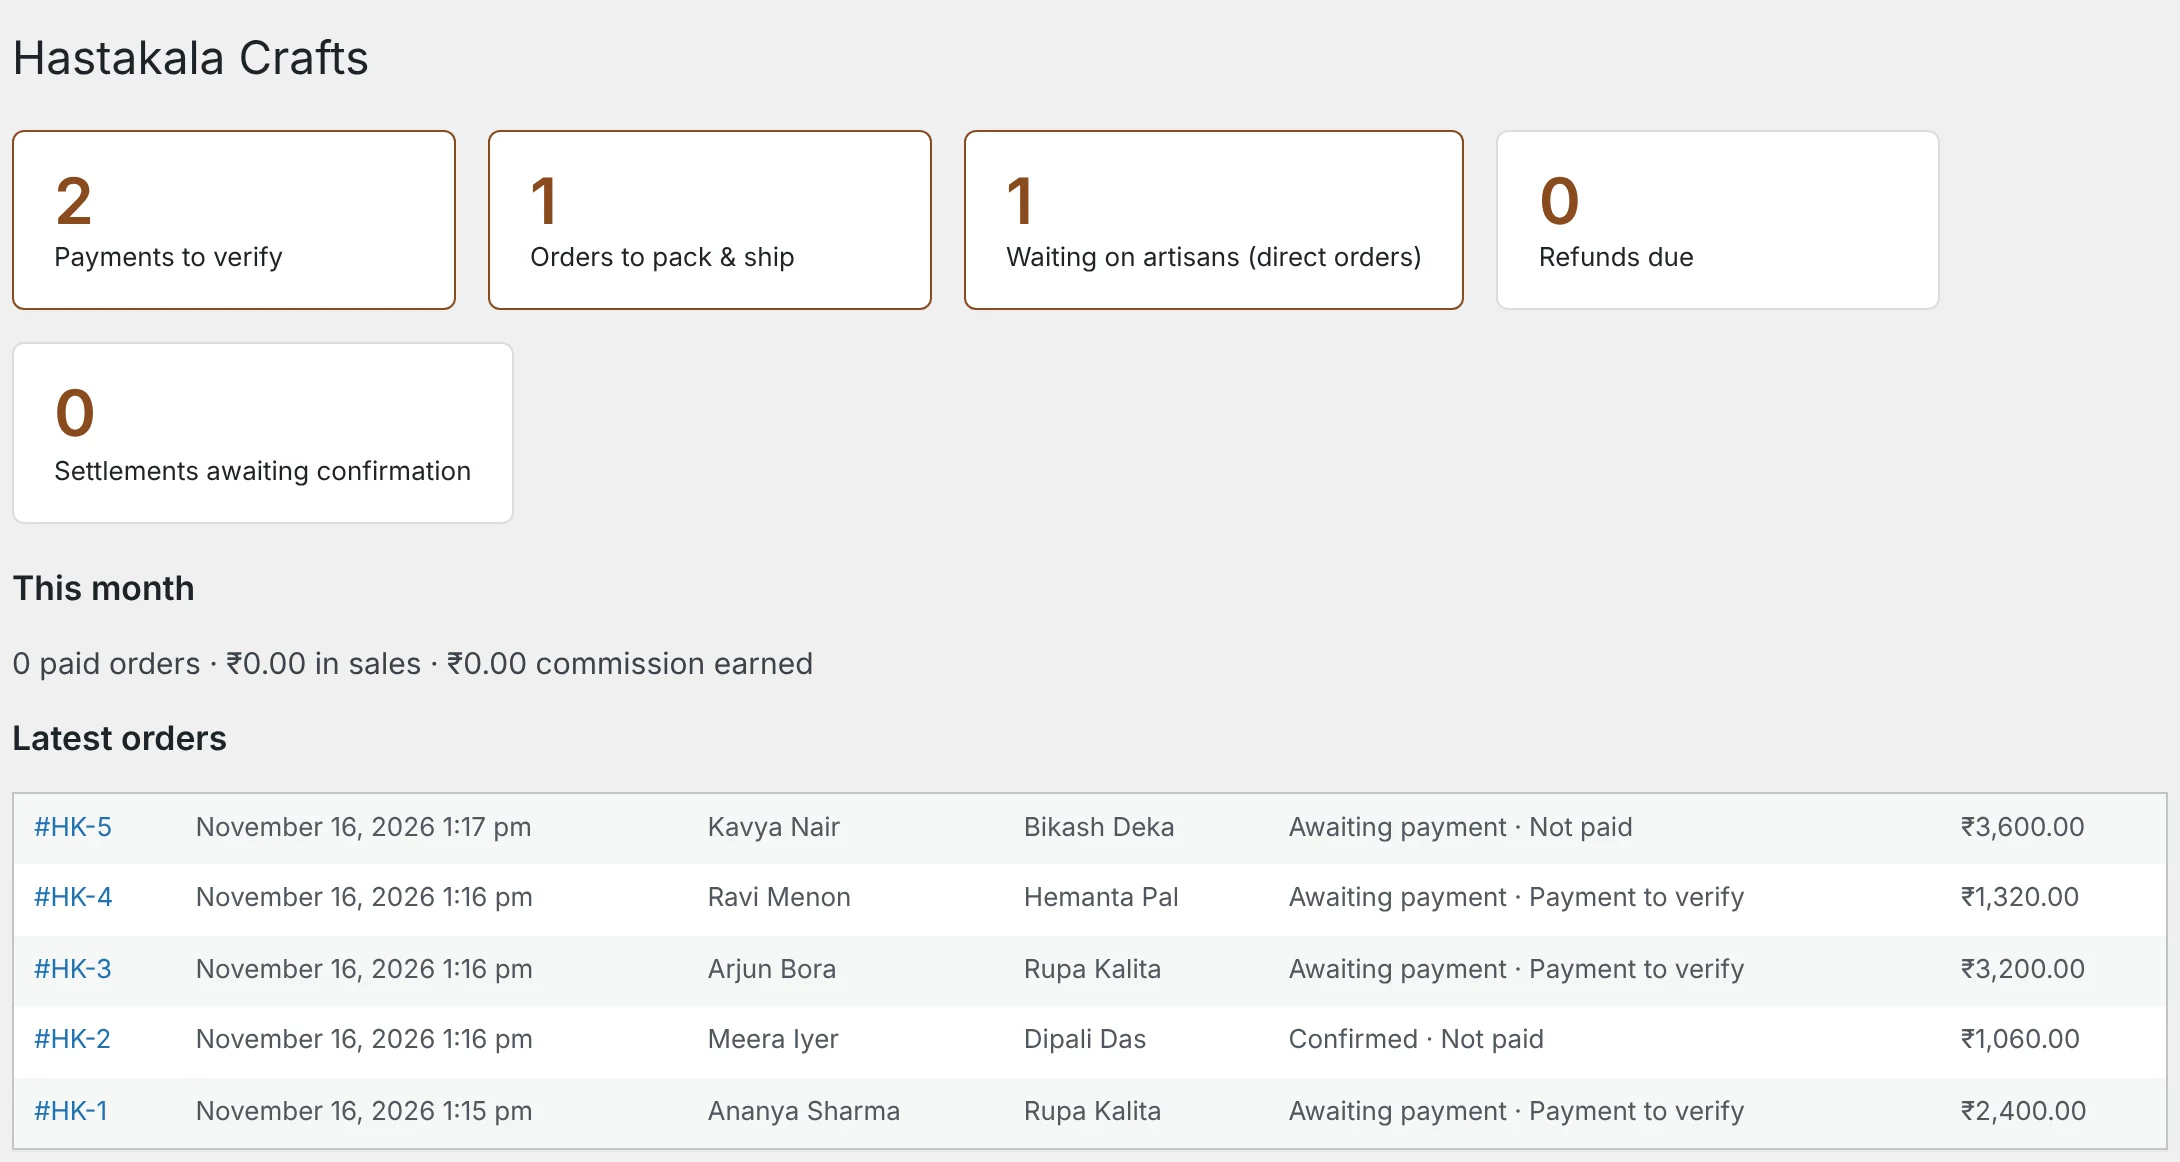 Hastakala Crafts
2
Payments to verify
1
Orders to pack & ship
1
Waiting on artisans (direct orders)
0
Refunds due
0
Settlements awaiting confirmation
This month
0 paid orders · ₹0.00 in sales · ₹0.00 commission earned
Latest orders
#HK-5 November 16, 2026 1:17 pm Kavya Nair Bikash Deka Awaiting payment · Not paid ₹3,600.00
#HK-4 November 16, 2026 1:16 pm Ravi Menon Hemanta Pal Awaiting payment · Payment to verify ₹1,320.00
#HK-3 November 16, 2026 1:16 pm Arjun Bora Rupa Kalita Awaiting payment · Payment to verify ₹3,200.00
#HK-2 November 16, 2026 1:16 pm Meera Iyer Dipali Das Confirmed · Not paid ₹1,060.00
#HK-1 November 16, 2026 1:15 pm Ananya Sharma Rupa Kalita Awaiting payment · Payment to verify ₹2,400.00